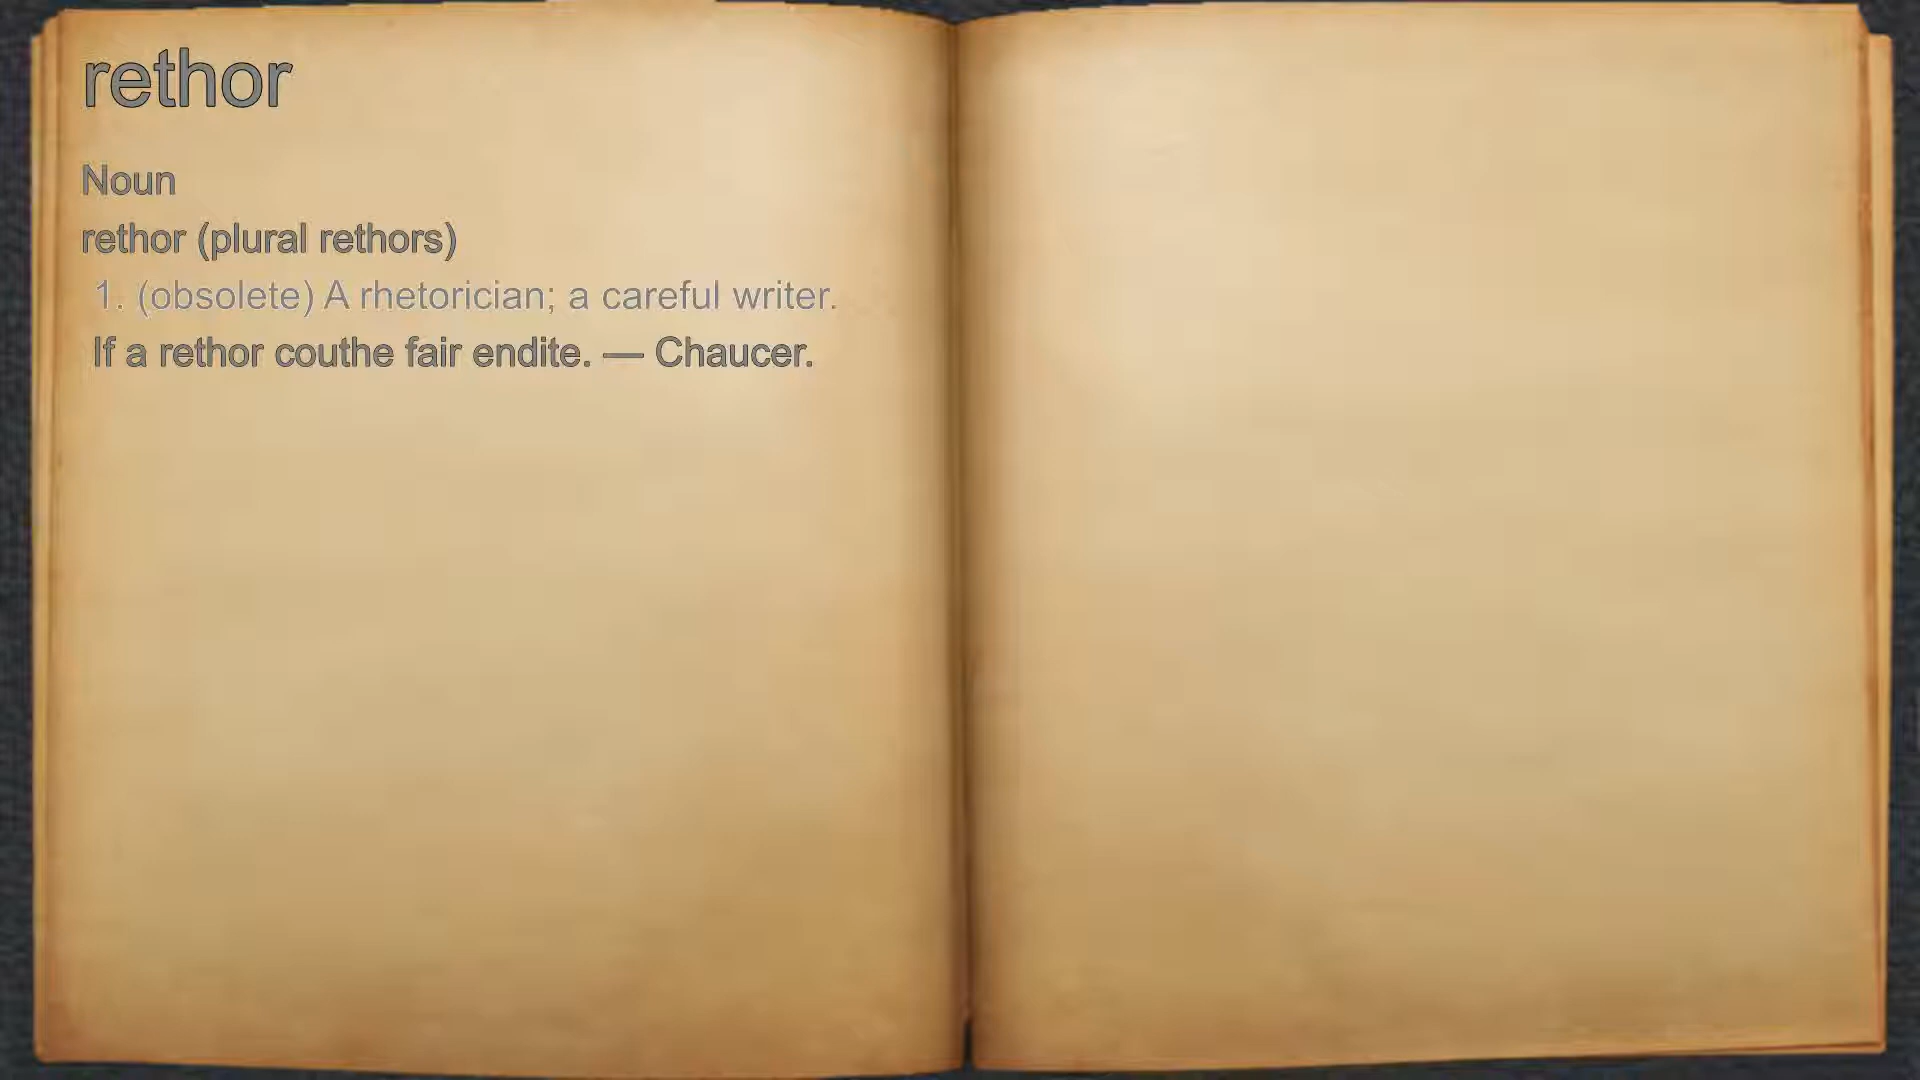 rethor
Noun
rethor (plural rethors)
1. (obsolete) A rhetorician; a careful writer.
If a rethor couthe fair endite. — Chaucer.